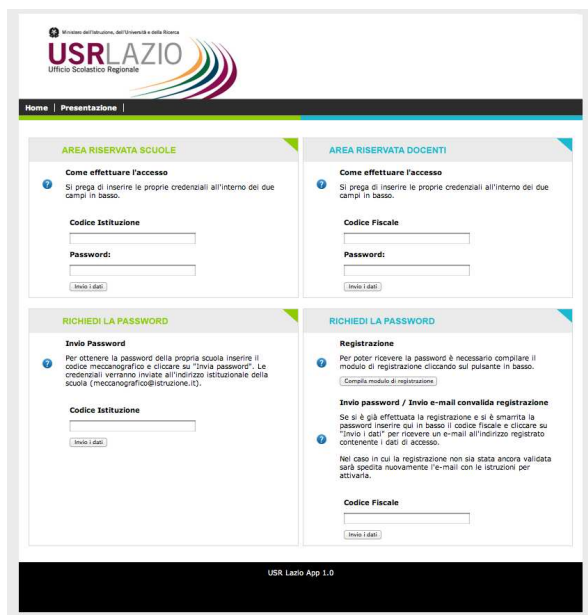 Ministero dell'Istruzione, dell'Università e della Ricerca
USRLAZIO
Ufficio Scolastico Regionale
Home | Presentazione |
AREA RISERVATA SCUOLE
Come effettuare l'accesso
Si prega di inserire le proprie credenziali all'interno dei due
campi in basso.
Codice Istituzione
Password:
Invio i dati
AREA RISERVATA DOCENTI
Come effettuare l'accesso
Si prega di inserire le proprie credenziali all'interno dei due
campi in basso.
Codice Fiscale
Password:
Invio i dati
RICHIEDI LA PASSWORD
Invio Password
Per ottenere la password della propria scuola inserire il
codice meccanografico e cliccare su "Invia password". Le
credenziali verranno inviate all'indirizzo istituzionale della
scuola (meccanografico@istruzione.it).
Codice Istituzione
Invio i dati
RICHIEDI LA PASSWORD
Registrazione
Per poter ricevere la password è necessario compilare il
modulo di registrazione cliccando sul pulsante in basso.
Compila modulo di registrazione
Invio password / Invio e-mail convalida registrazione
Se si è già effettuata la registrazione e si è smarrita la
password inserire qui in basso il codice fiscale e cliccare su
"Invio i dati" per ricevere un e-mail all'indirizzo registrato
contenente i dati di accesso.
Nel caso in cui la registrazione non sia stata ancora validata
sarà spedita nuovamente l'e-mail con le istruzioni per
attivarla.
Codice Fiscale
Invio i dati
USR Lazio App 1.0